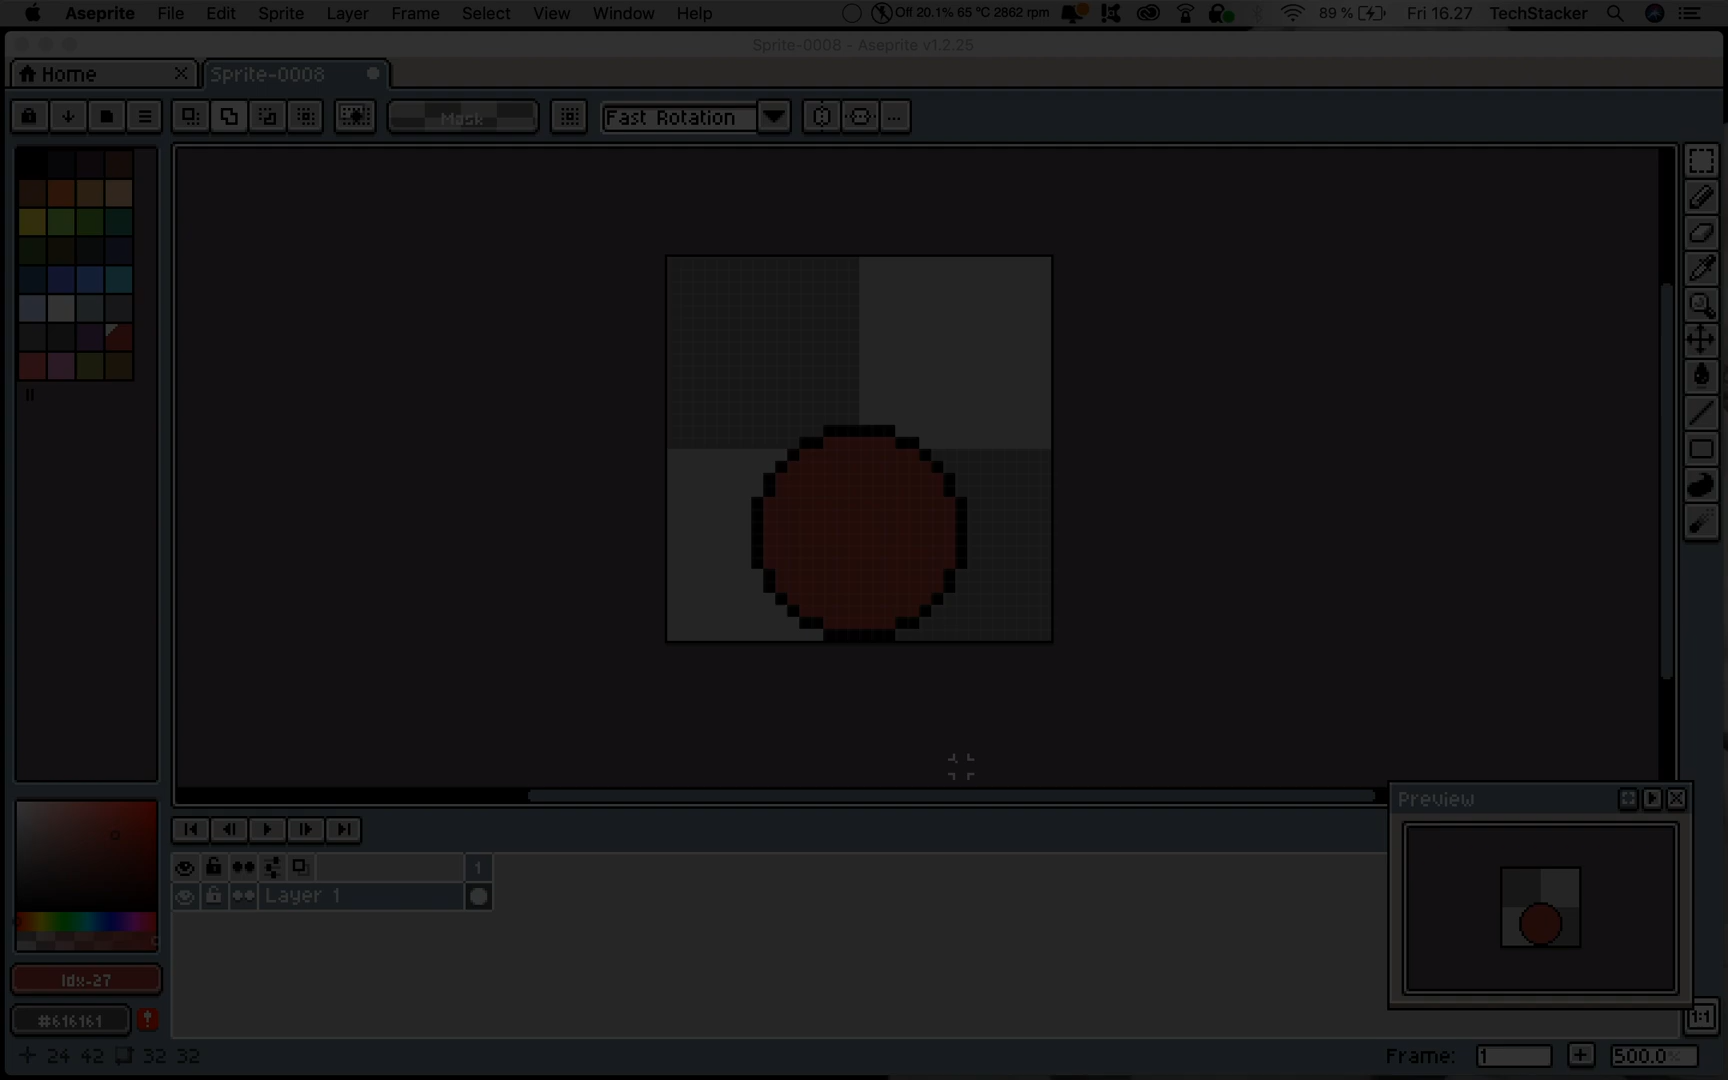 Aseprite File Edit Sprite Layer Frame Select View Window Help Off 20.1% 65 °C 2862 rpm 89 % Fri 16.27 TechStacker
Sprite-0008 - Aseprite v1.2.25
Home Sprite-0008
Mask Fast Rotation ...
Preview
1
Layer 1
Idx-27
#616161 !
1:1
24 42 32 32 Frame: 1 + 500.0%